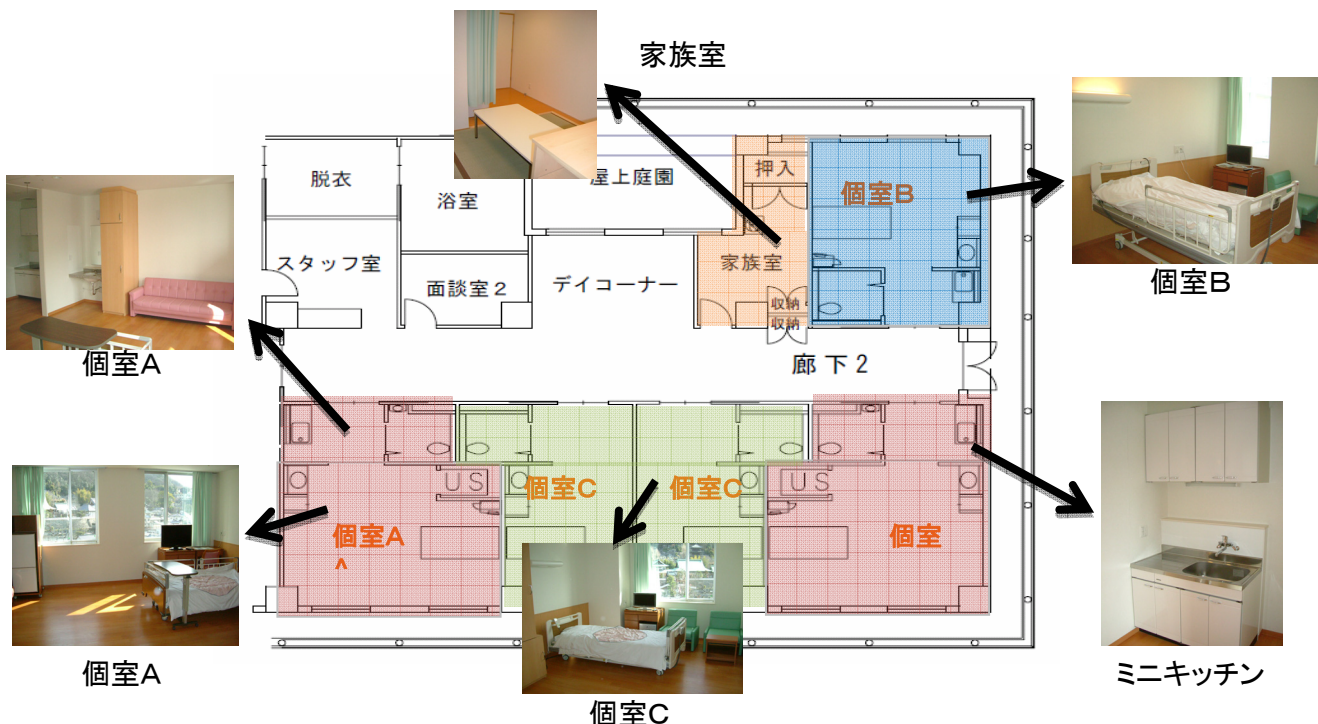 家族室
脱衣
浴室
屋上庭園
押入
個室B
スタッフ室
面談室2
デイコーナー
家族室
収納
収納
個室B
個室A
廊下2
US
個室C
個室C
US
個室A
^
個室
個室A
個室C
ミニキッチン